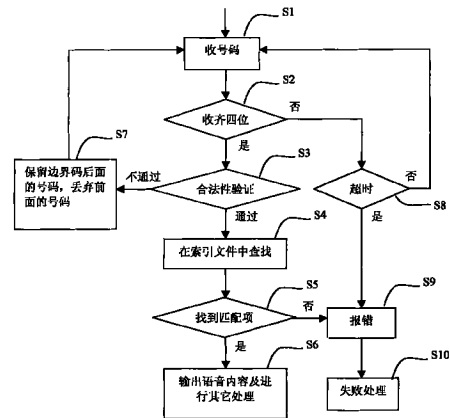 S1
收号码
S2
收齐四位
否
是
S7
保留边界码后面
的号码，丢弃前
面的号码
不通过
S3
合法件验证
通过
超时
否
S8
是
S4
在索引文件中查找
S5
找到匹配项
否
是
S9
报错
S6
输出语音内容及进
行其它处理
S10
失败处理